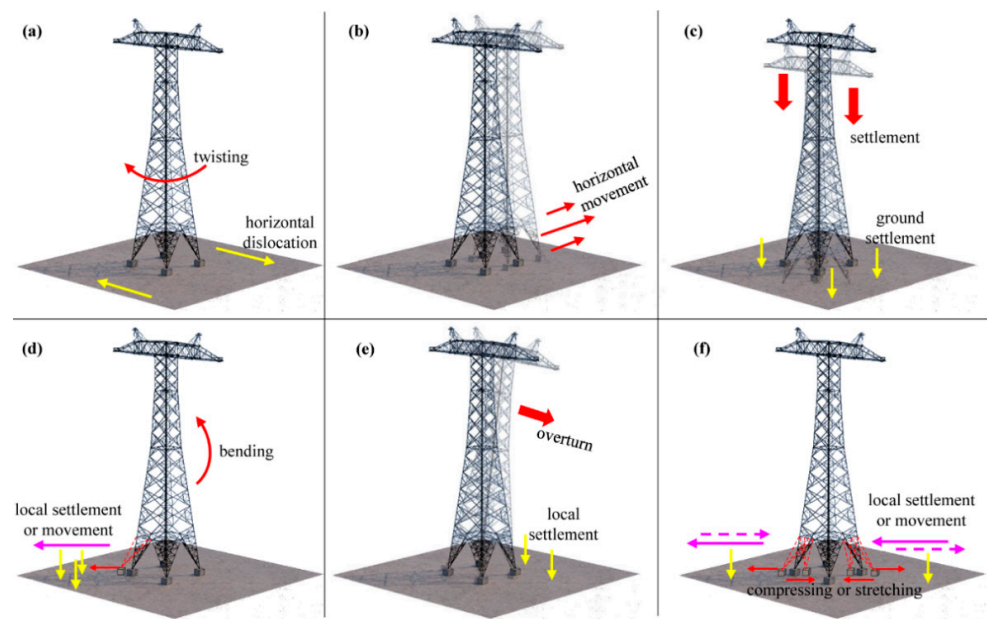 (a)
twisting
horizontal
dislocation
(b)
horizontal
movement
(c)
settlement
ground
settlement
(d)
bending
local settlement
or movement
(e)
overturn
local
settlement
(f)
local settlement
or movement
compressing or stretching